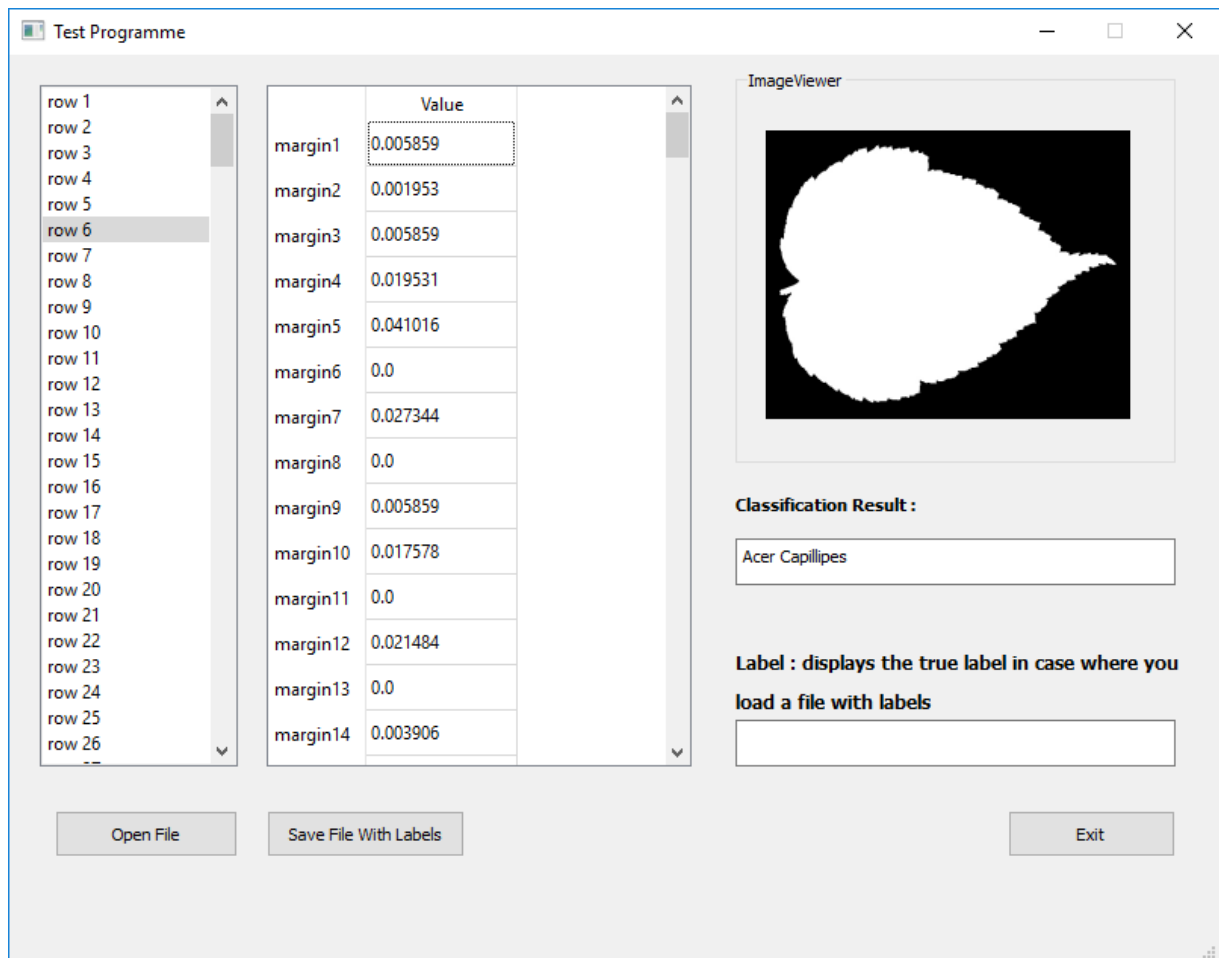 Test Programme
row 1
row 2
row 3
row 4
row 5
row 6
row 7
row 8
row 9
row 10
row 11
row 12
row 13
row 14
row 15
row 16
row 17
row 18
row 19
row 20
row 21
row 22
row 23
row 24
row 25
row 26
Value
margin1 0.005859
margin2 0.001953
margin3 0.005859
margin4 0.019531
margin5 0.041016
margin6 0.0
margin7 0.027344
margin8 0.0
margin9 0.005859
margin10 0.017578
margin11 0.0
margin12 0.021484
margin13 0.0
margin14 0.003906
ImageViewer
Classification Result :
Acer Capillipes
Label : displays the true label in case where you
load a file with labels
Open File
Save File With Labels
Exit